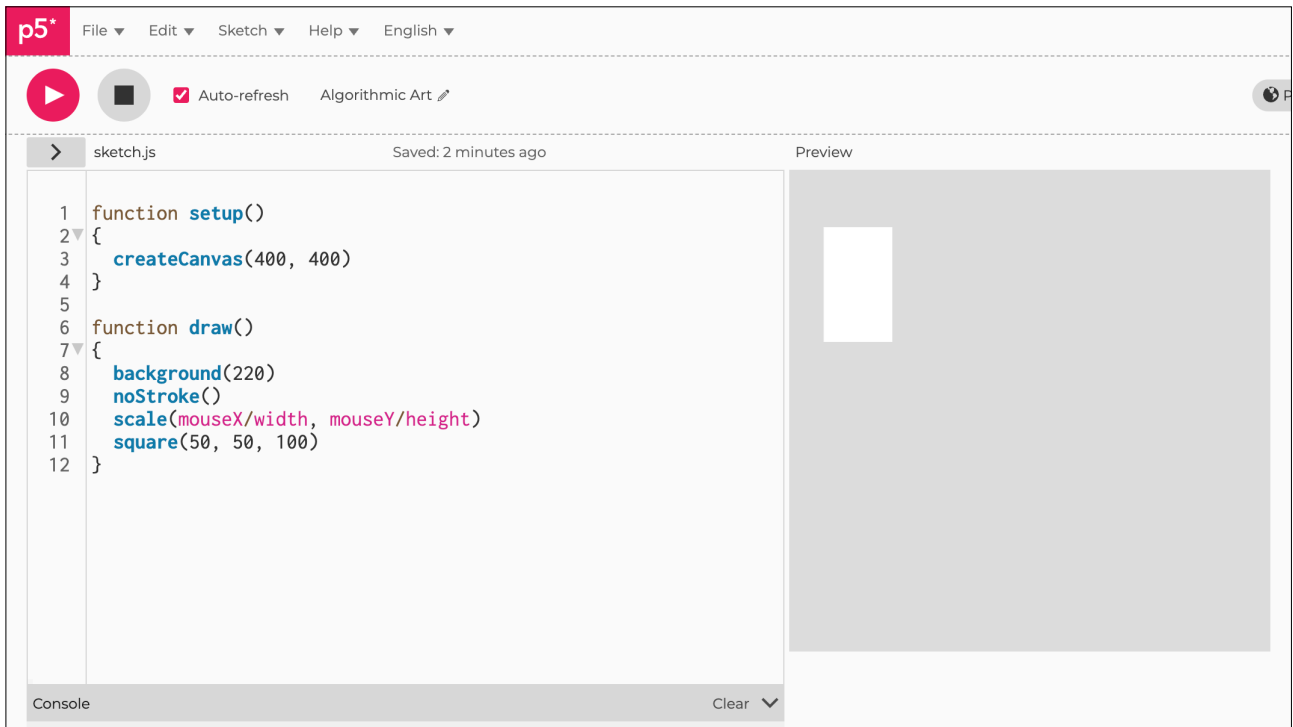 p5* File Edit Sketch Help English
Auto-refresh Algorithmic Art
sketch.js Saved: 2 minutes ago Preview
1 function setup()
2 {
3 createCanvas(400, 400)
4 }
5
6 function draw()
7 {
8 background(220)
9 noStroke()
10 scale(mouseX/width, mouseY/height)
11 square(50, 50, 100)
12 }
Console Clear